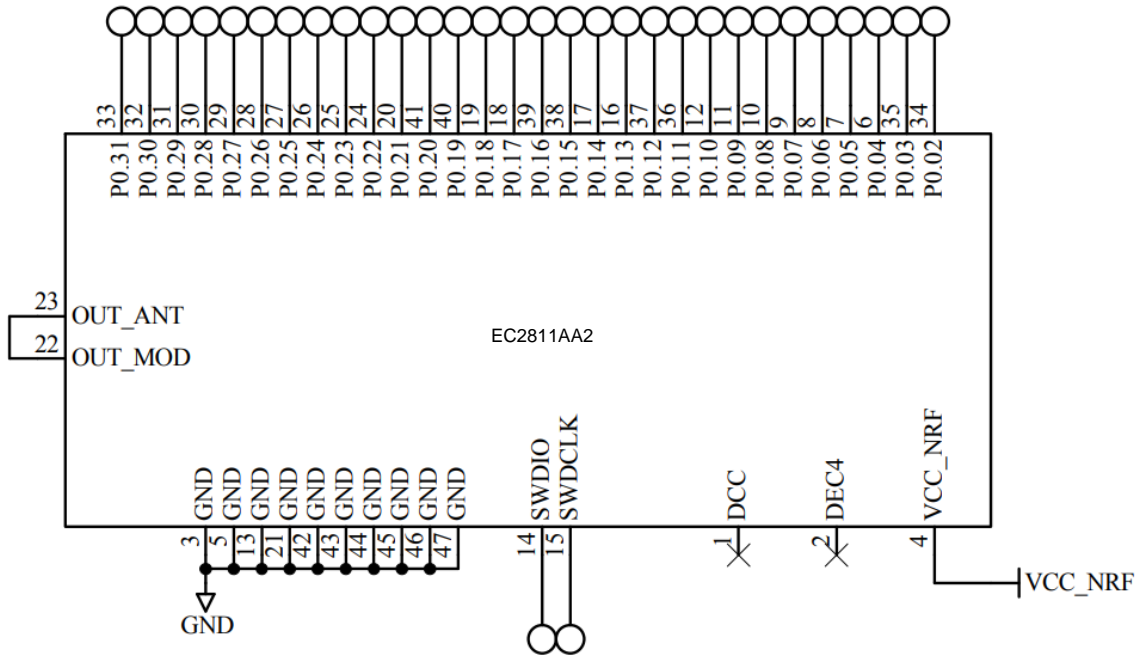 33 32 31 30 29 28 27 26 25 24 20 41 40 19 18 39 38 17 16 37 36 12 11 10 9 8 7 6 35 34
P0.31 P0.30 P0.29 P0.28 P0.27 P0.26 P0.25 P0.24 P0.23 P0.22 P0.21 P0.20 P0.19 P0.18 P0.17 P0.16 P0.15 P0.14 P0.13 P0.12 P0.11 P0.10 P0.09 P0.08 P0.07 P0.06 P0.05 P0.04 P0.03 P0.02
23 OUT_ANT
EC2811AA2
22 OUT_MOD
GND GND GND GND GND GND GND GND GND GND SWDIO SWDCLK DCC DEC4 VCC_NRF
3 5 13 21 42 43 44 45 46 47 14 15 1 2 4
VCC_NRF
GND